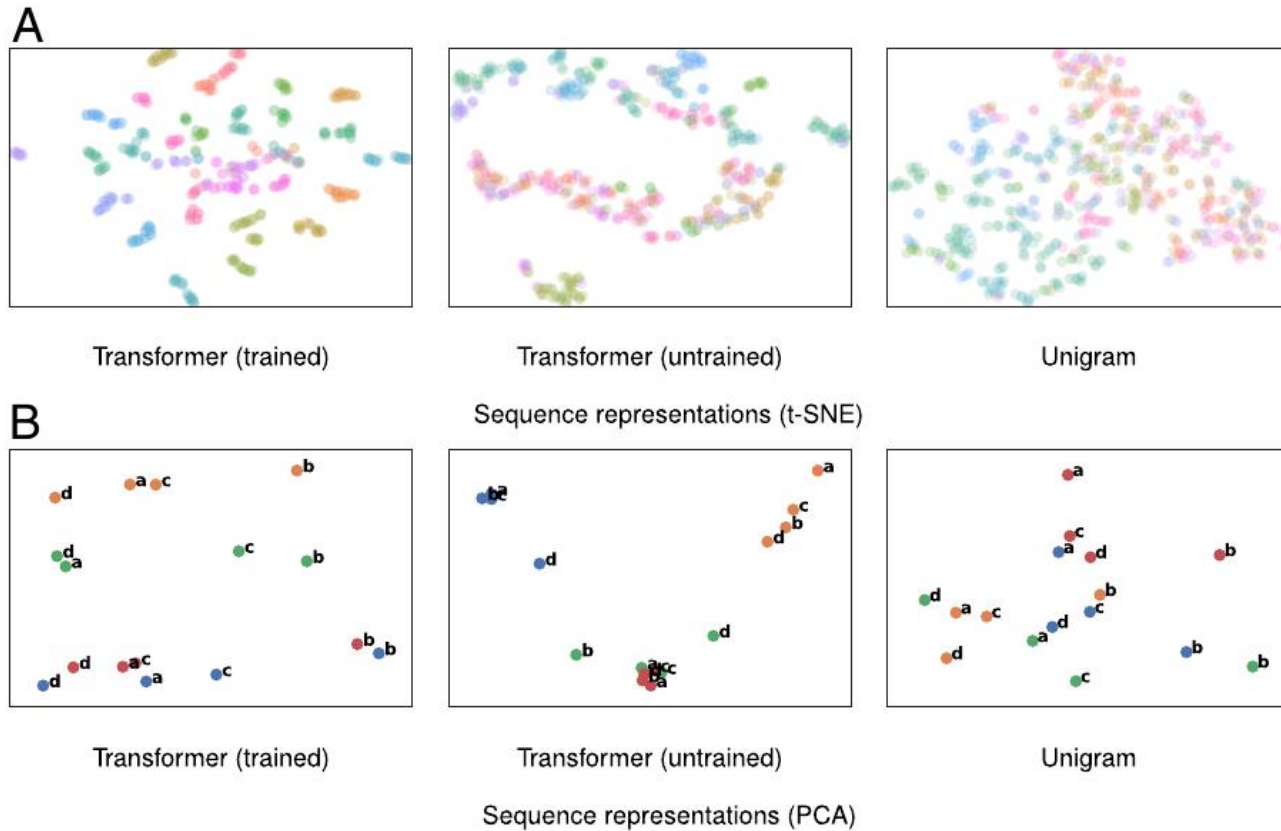 A
Transformer (trained) Transformer (untrained) Unigram
Sequence representations (t-SNE)
B
d a c b
d a c b
d a c b b
d a c
a b c
d
a c b d
b d
a c
b a
a
c a d b
d a c b c
d d a b b
c
Transformer (trained) Transformer (untrained) Unigram
Sequence representations (PCA)